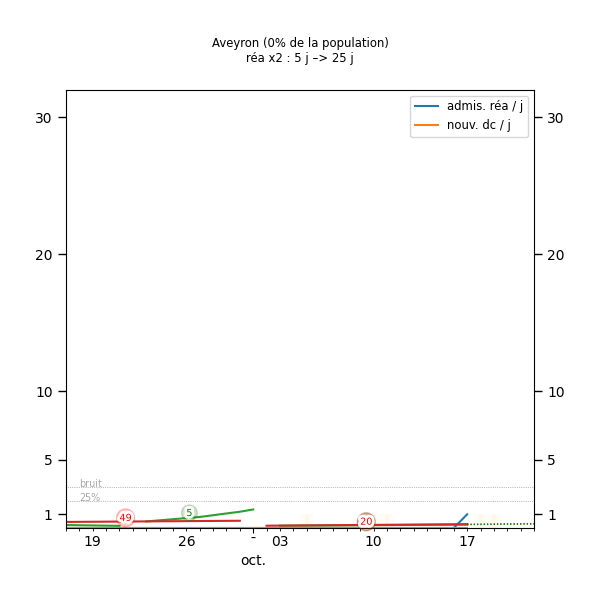 Aveyron (0% de la population)
réa x2 : 5 j –> 25 j
admis. réa / j
nouv. dc / j
30 30
20 20
10 10
5 5
bruit
25%
1 1
49 5 20
19 26 - 03 10 17
oct.